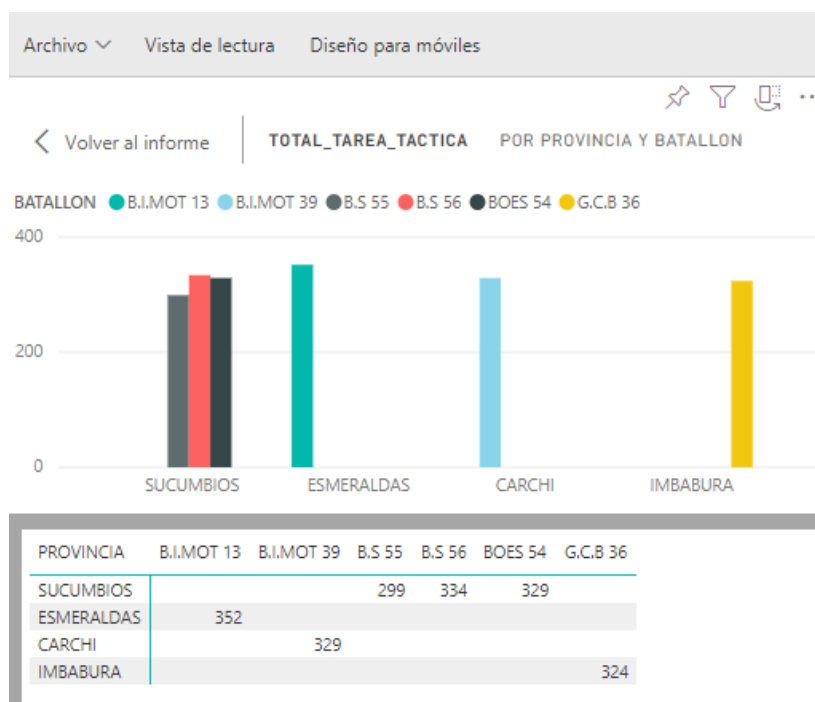 Archivo Vista de lectura Diseño para móviles
Volver al informe TOTAL_TAREA_TACTICA POR PROVINCIA Y BATALLON
BATALLON B.I.MOT 13 B.I.MOT 39 B.S 55 B.S 56 BOES 54 G.C.B 36
400
200
0
SUCUMBIOS ESMERALDAS CARCHI IMBABURA
PROVINCIA B.I.MOT 13 B.I.MOT 39 B.S 55 B.S 56 BOES 54 G.C.B 36
SUCUMBIOS 299 334 329
ESMERALDAS 352
CARCHI 329
IMBABURA 324